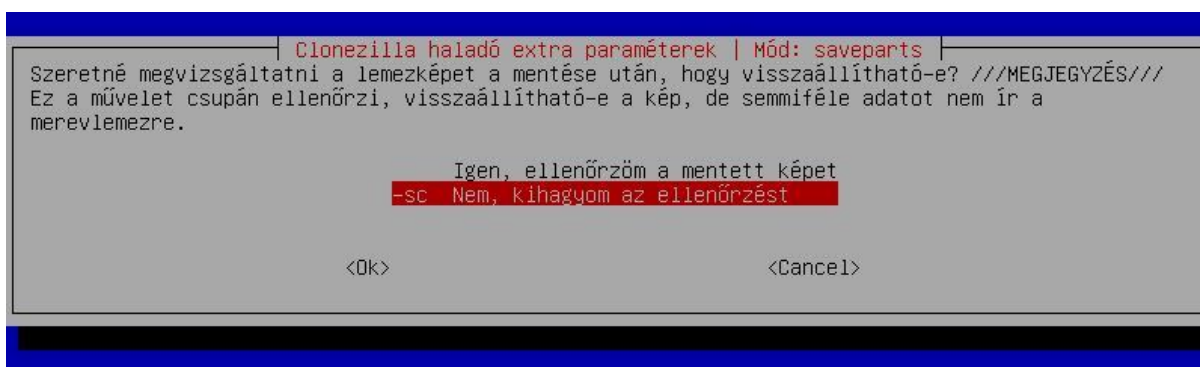 Clonezilla haladó extra paraméterek | Mód: saveparts
Szeretné megvizsgáltatni a lemezképet a mentése után, hogy visszaállítható-e? ///MEGJEGYZÉS///
Ez a művelet csupán ellenőrzi, visszaállítható-e a kép, de semmiféle adatot nem ír a
merevlemezre.
Igen, ellenőrzöm a mentett képet
-sc Nem, kihagyom az ellenőrzést
<Ok> <Cancel>